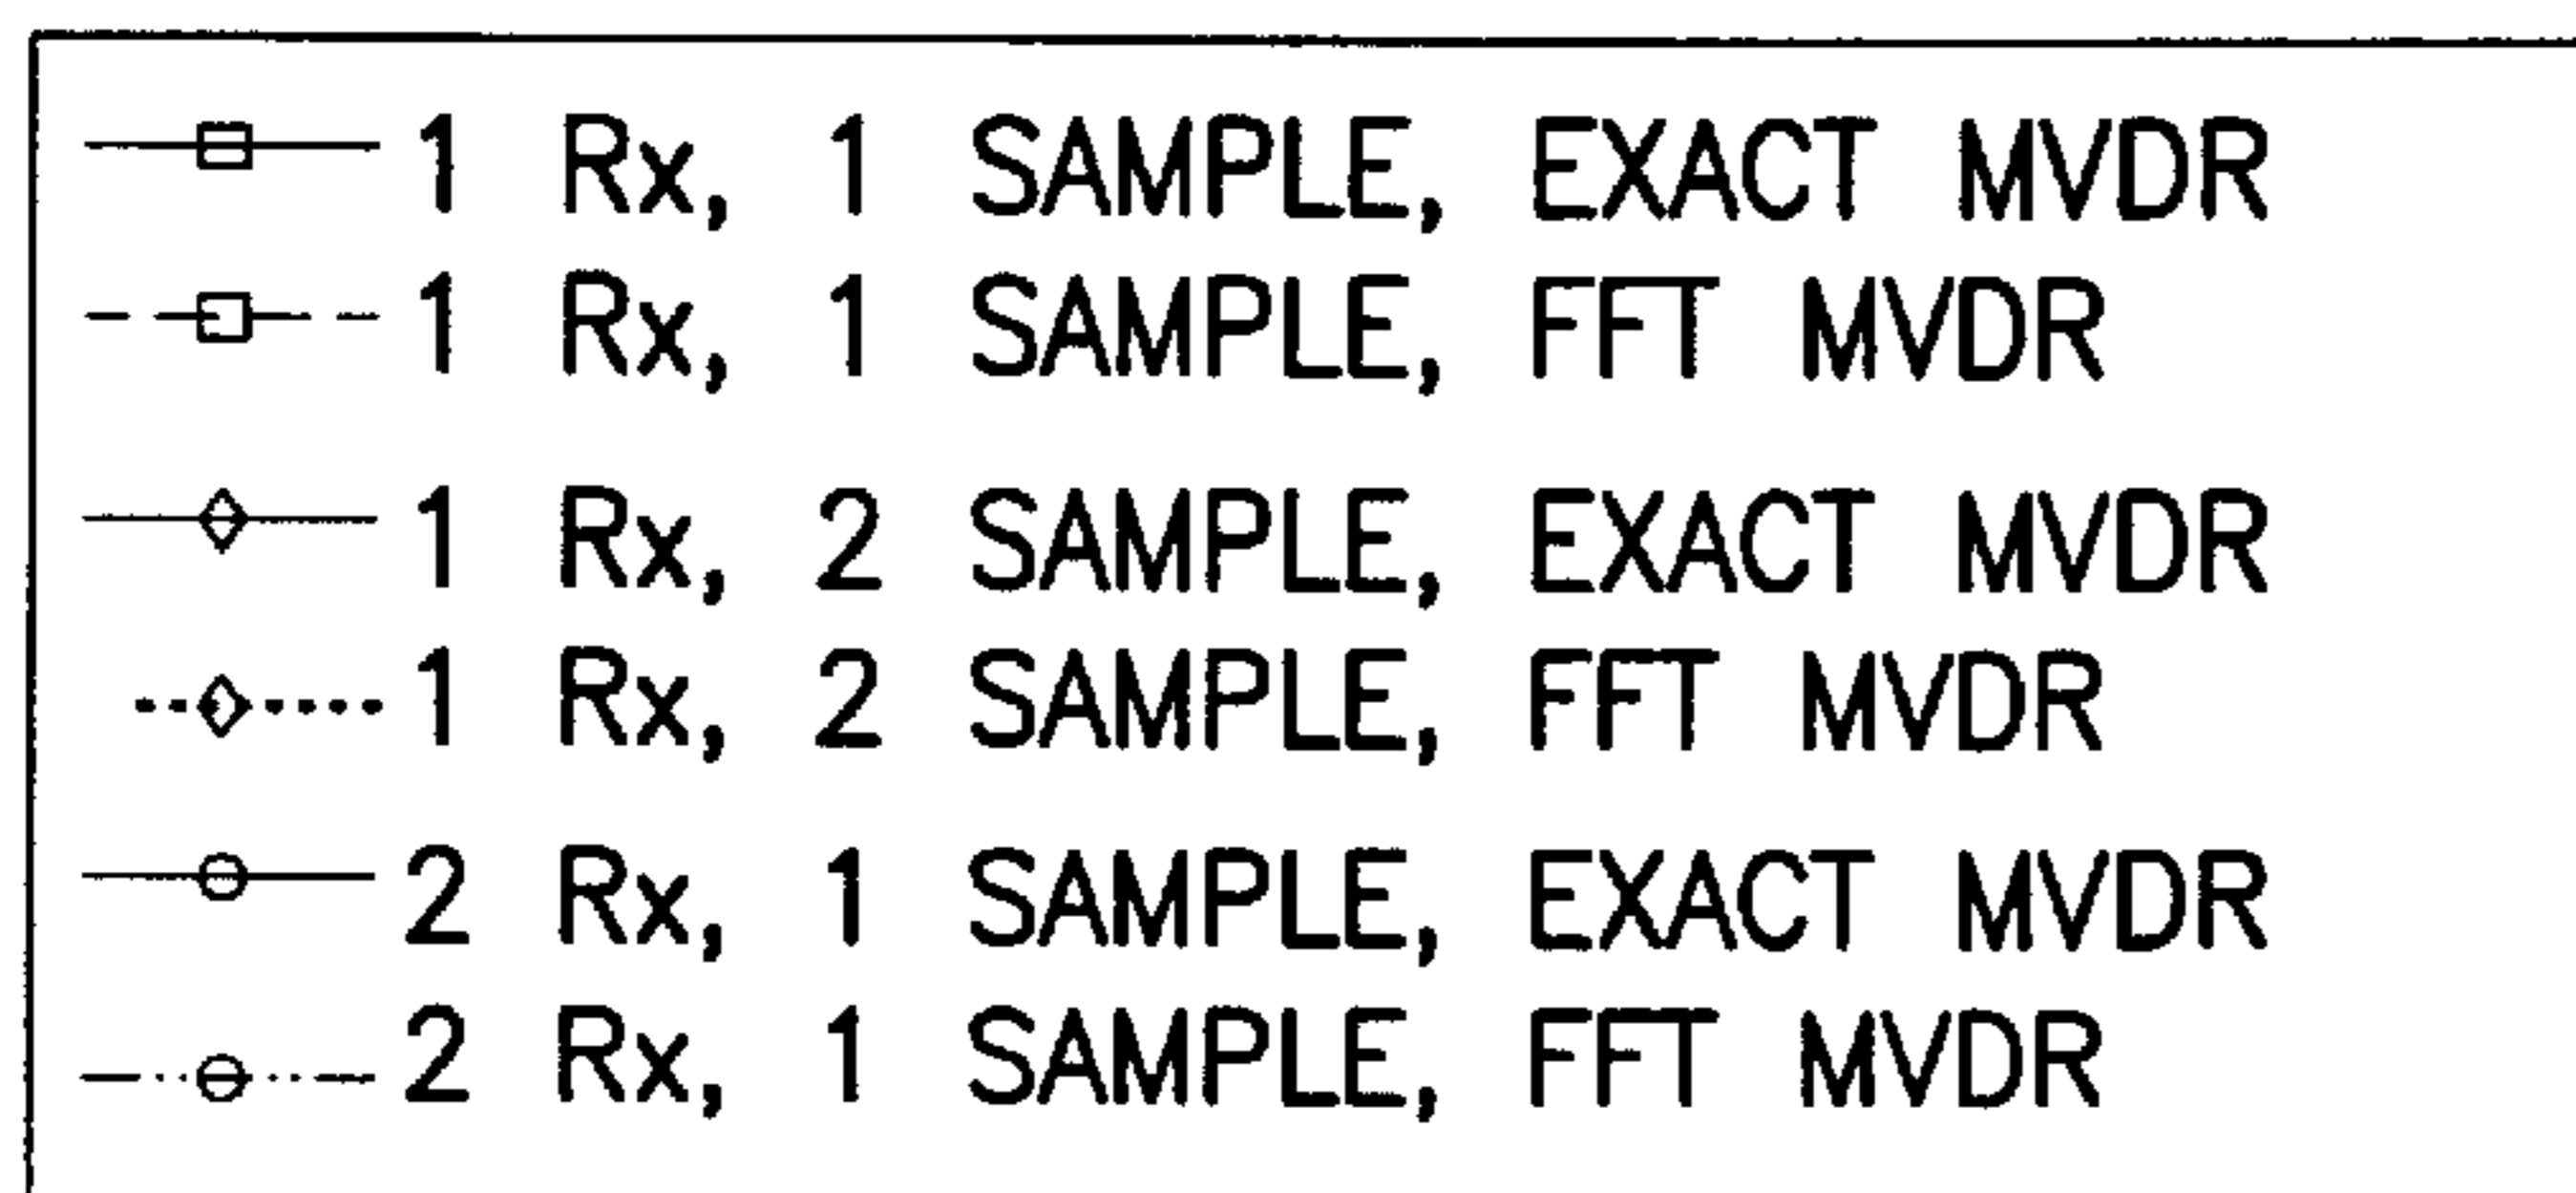 1 Rx, 1 SAMPLE, EXACT MVDR
1 Rx, 1 SAMPLE, FFT MVDR
1 Rx, 2 SAMPLE, EXACT MVDR
1 Rx, 2 SAMPLE, FFT MVDR
2 Rx, 1 SAMPLE, EXACT MVDR
2 Rx, 1 SAMPLE, FFT MVDR